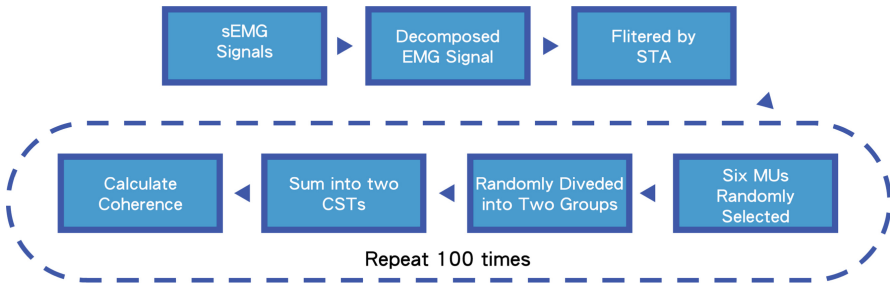 sEMG
Signals
Decomposed
EMG Signal
Flitered by
STA
Six MUs
Randomly
Selected
Randomly Diveded
into Two Groups
Sum into two
CSTs
Calculate
Coherence
Repeat 100 times